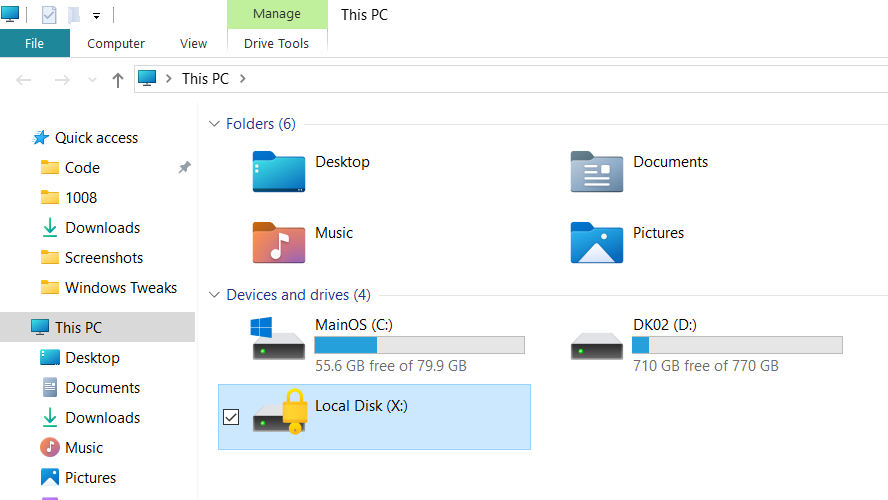 Manage
This PC
File
Computer
View
Drive Tools
This PC
Quick access
Code
1008
Downloads
Screenshots
Windows Tweaks
This PC
Desktop
Documents
Downloads
Music
Pictures
Folders (6)
Desktop
Documents
Music
Pictures
Devices and drives (4)
MainOS (C:)
55.6 GB free of 79.9 GB
DK02 (D:)
710 GB free of 770 GB
Local Disk (X:)